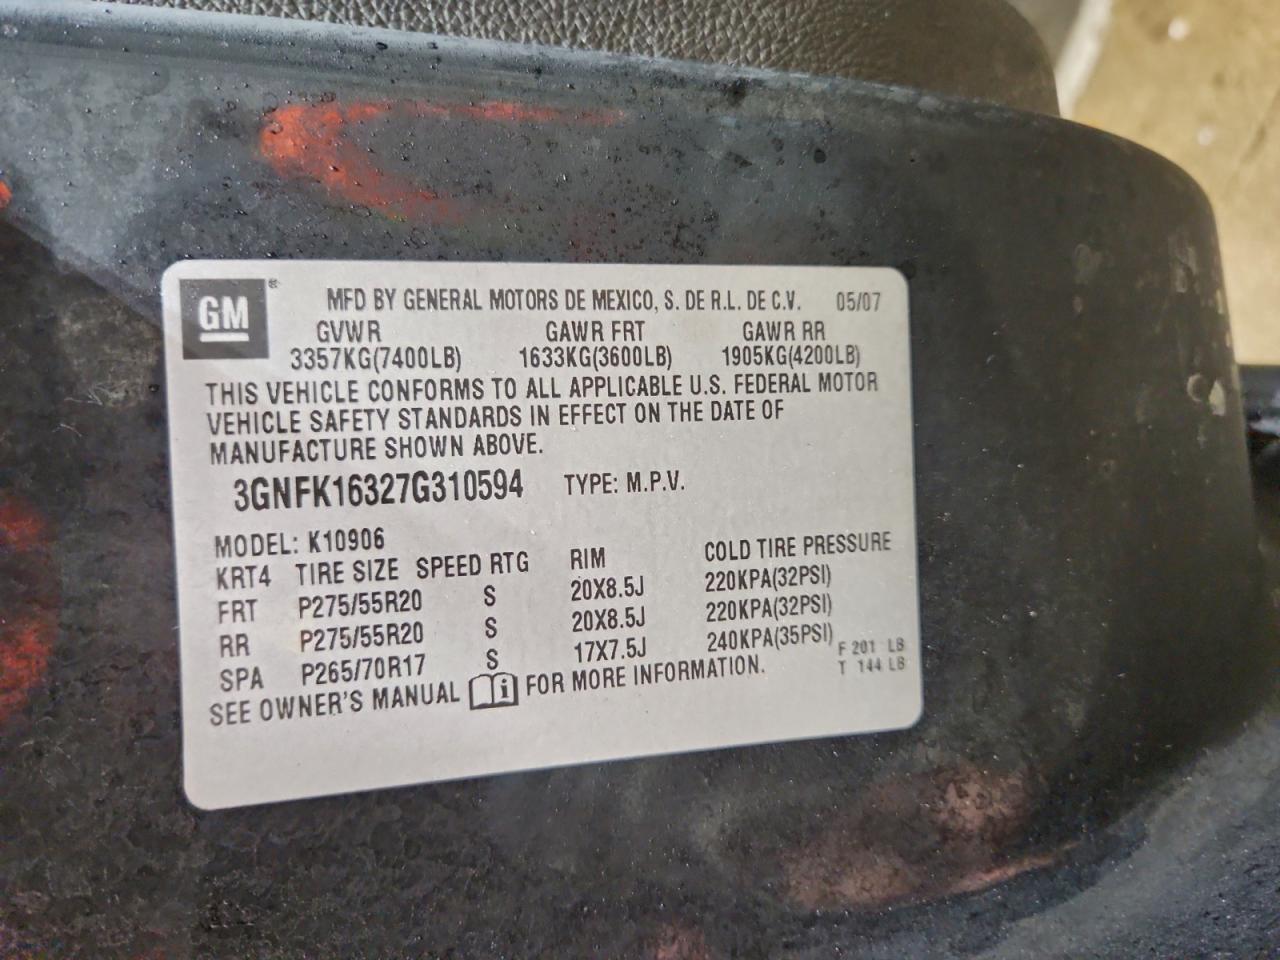 GM ® MFD BY GENERAL MOTORS DE MEXICO, S. DE R.L. DE C.V. 05/07
GVWR GAWR FRT GAWR RR
3357KG(7400LB) 1633KG(3600LB) 1905KG(4200LB)
THIS VEHICLE CONFORMS TO ALL APPLICABLE U.S. FEDERAL MOTOR
VEHICLE SAFETY STANDARDS IN EFFECT ON THE DATE OF
MANUFACTURE SHOWN ABOVE.
3GNFK16327G310594 TYPE: M.P.V.
MODEL: K10906
KRT4 TIRE SIZE SPEED RTG RIM COLD TIRE PRESSURE
FRT P275/55R20 S 20X8.5J 220KPA(32PSI)
RR P275/55R20 S 20X8.5J 220KPA(32PSI)
SPA P265/70R17 S 17X7.5J 240KPA(35PSI) F 201 LB
SEE OWNER'S MANUAL FOR MORE INFORMATION. T 144 LB